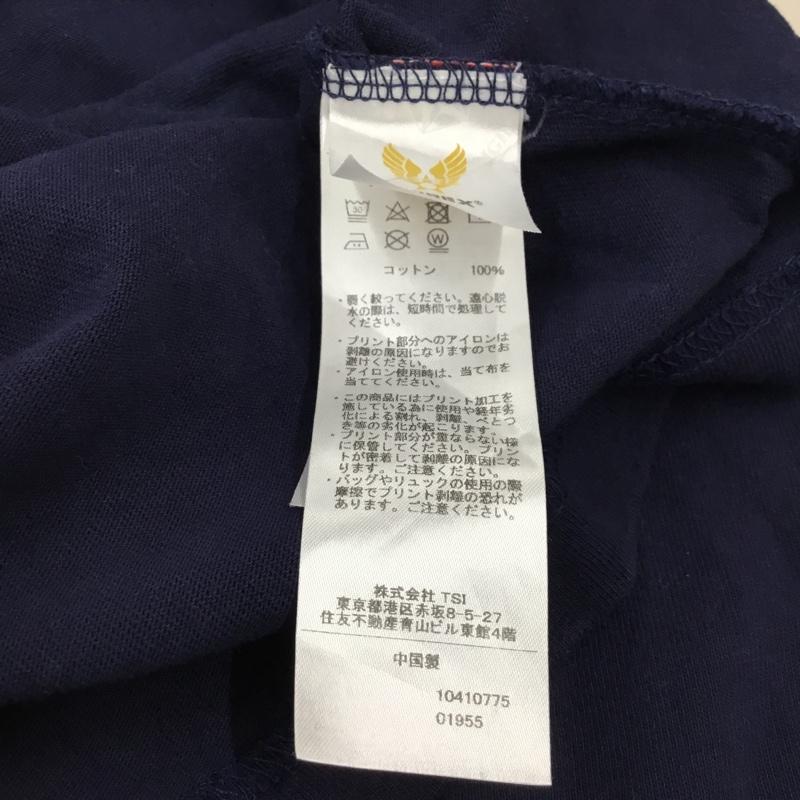 30
W
コットン 100%
・弱く絞ってください。遠心脱
水の際は、短時間で処理して
ください。
・プリント部分へのアイロンは
剥離の原因になりますのでお
避けください。
・アイロン使用時は、当て布を
当ててください。
・この商品にはプリント加工を
施している為に使用や経年劣
化による割れ、剥離、べとつ
き等の劣化が起こります。
・プリント部分が重ならない様
に保管してください。プリン
トが密着して剥離の原因にな
ります。ご注意ください。
・バッグやリュックの使用の際
摩擦でプリント剥離の恐れが
あります。ご注意ください。
株式会社 TSI
東京都港区赤坂8-5-27
住友不動産青山ビル東館4階
中国製
10410775
01955